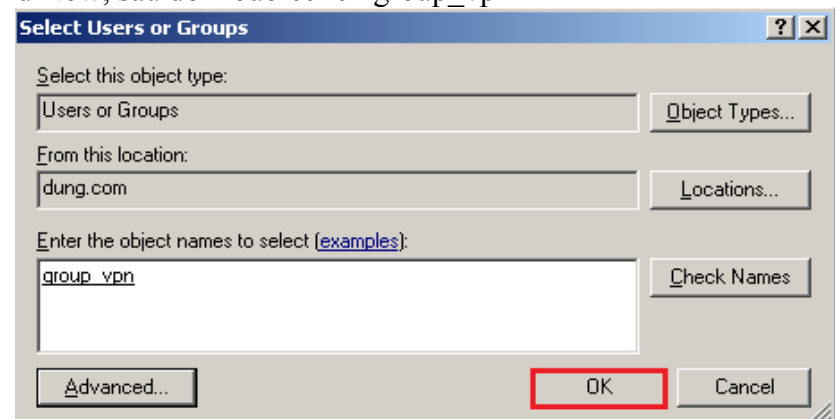 group_vp
Select Users or Groups
Select this object type:
Users or Groups
Object Types...
From this location:
dung.com
Locations...
Enter the object names to select (examples):
group_vpn
Check Names
Advanced...
OK
Cancel